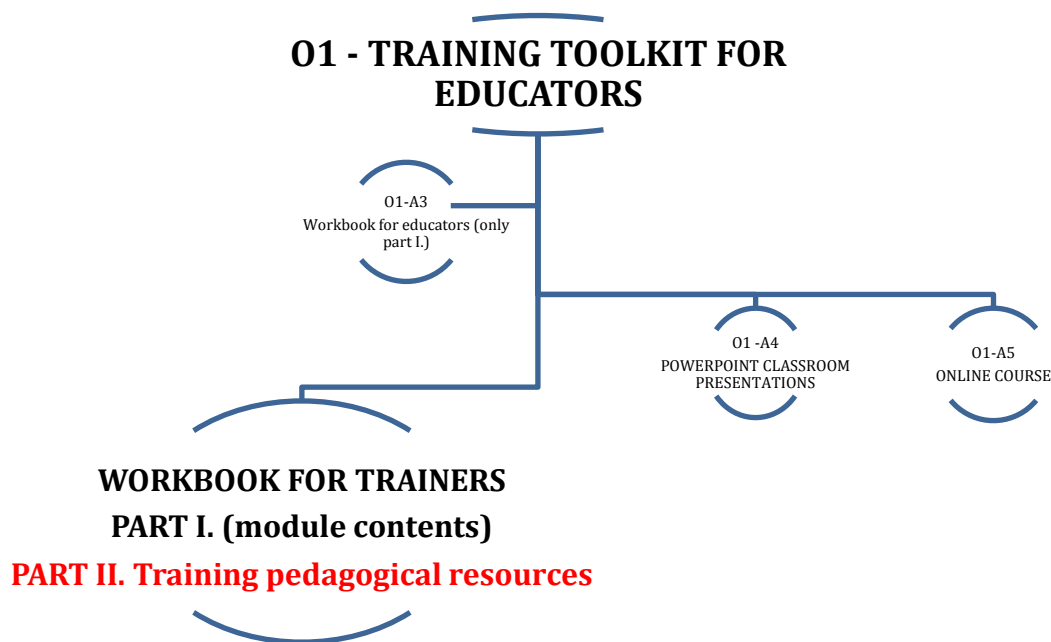 O1 - TRAINING TOOLKIT FOR
EDUCATORS
O1-A3
Workbook for educators (only
part I.)
O1 -A4
POWERPOINT CLASSROOM
PRESENTATIONS
O1-A5
ONLINE COURSE
WORKBOOK FOR TRAINERS
PART I. (module contents)
PART II. Training pedagogical resources